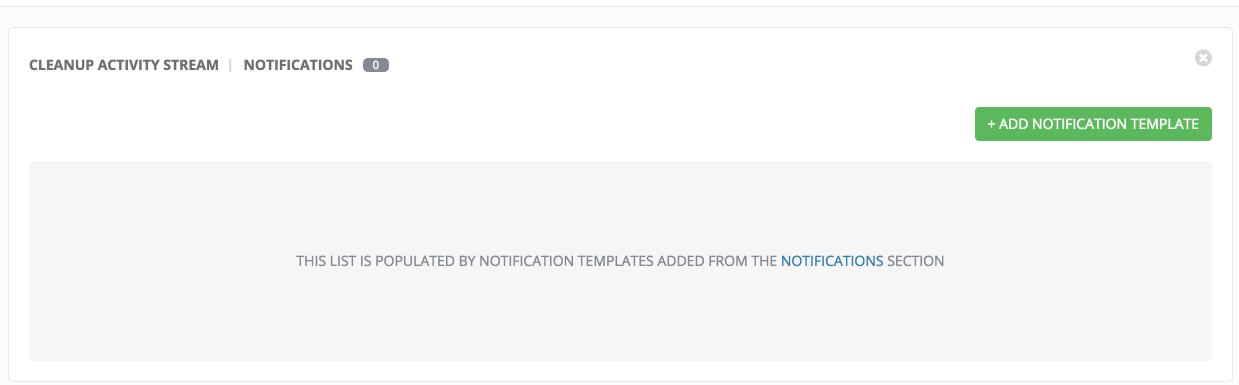 CLEANUP ACTIVITY STREAM | NOTIFICATIONS 0
+ ADD NOTIFICATION TEMPLATE
THIS LIST IS POPULATED BY NOTIFICATION TEMPLATES ADDED FROM THE NOTIFICATIONS SECTION